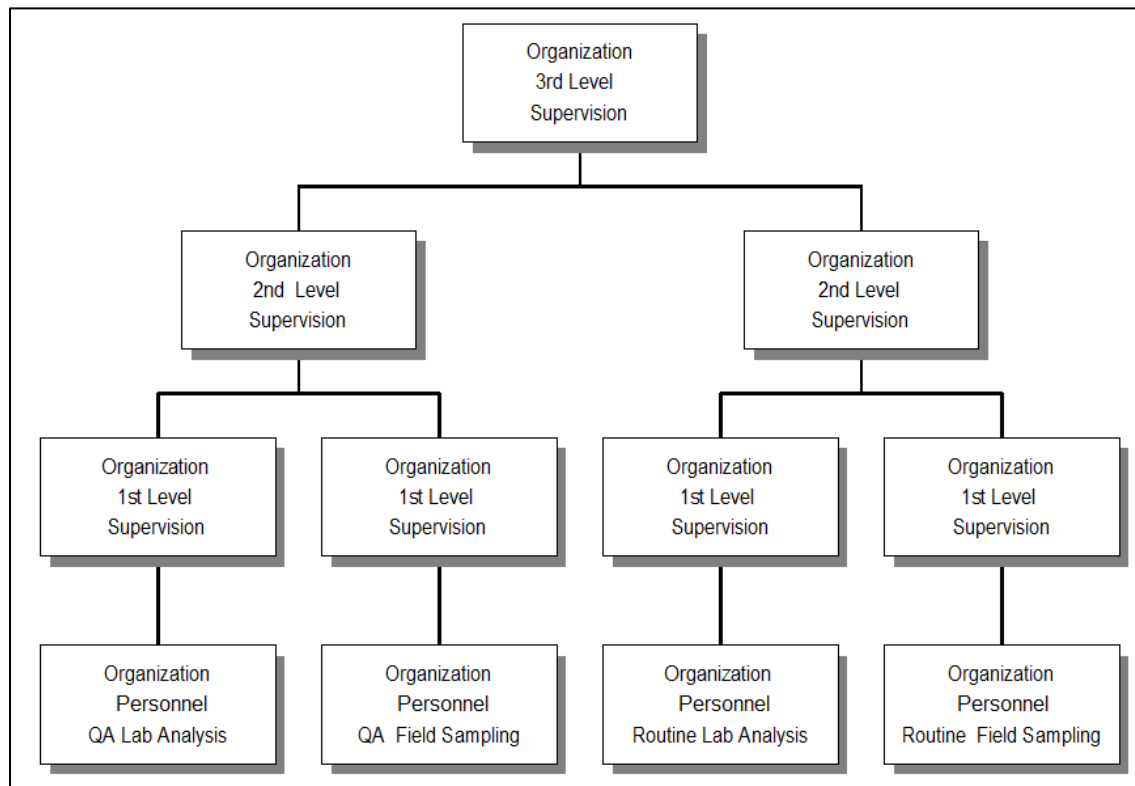 Organization
3rd Level
Supervision
Organization
2nd Level
Supervision
Organization
2nd Level
Supervision
Organization
1st Level
Supervision
Organization
1st Level
Supervision
Organization
1st Level
Supervision
Organization
1st Level
Supervision
Organization
Personnel
QA Lab Analysis
Organization
Personnel
QA Field Sampling
Organization
Personnel
Routine Lab Analysis
Organization
Personnel
Routine Field Sampling